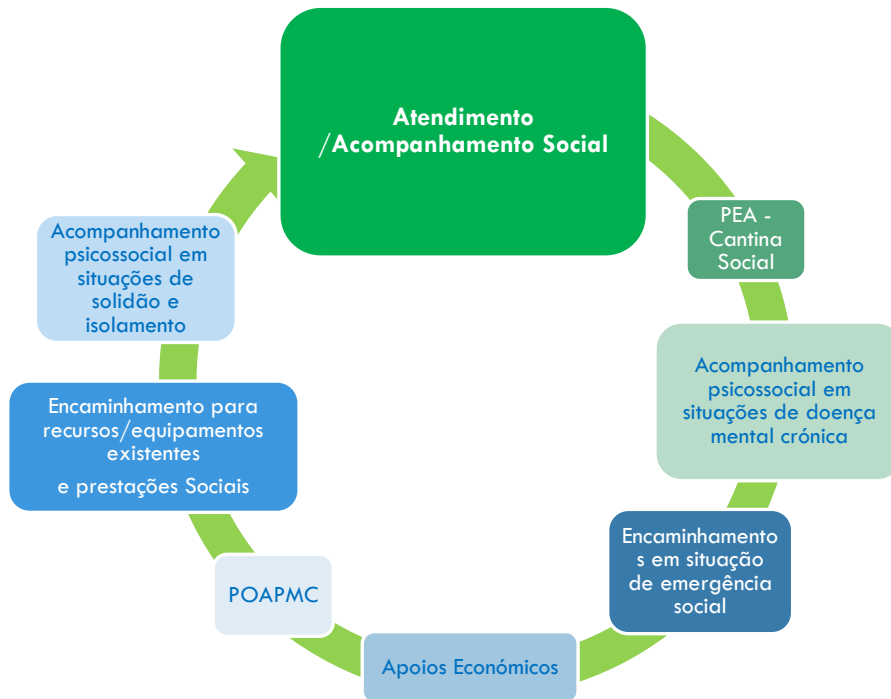 Atendimento
/Acompanhamento Social
PEA -
Cantina
Social
Acompanhamento
psicossocial em
situações de doença
mental crónica
Encaminhamento
s em situação
de emergência
social
Apoios Económicos
POAPMC
Encaminhamento para
recursos/equipamentos
existentes
e prestações Sociais
Acompanhamento
psicossocial em
situações de
solidão e
isolamento